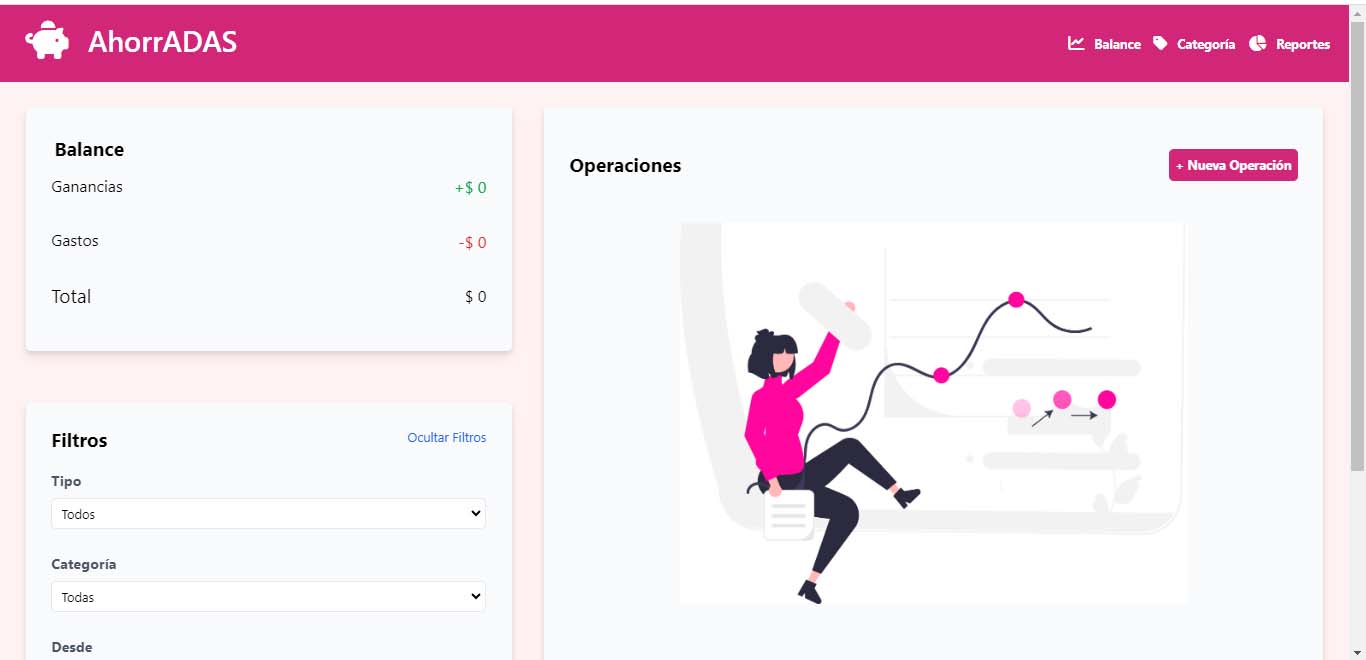 AhorrADAS
Balance
Categoría
Reportes
Balance
Ganancias
+$ 0
Gastos
-$ 0
Total
$ 0
Filtros
Ocultar Filtros
Tipo
Todos
Categoría
Todas
Desde
Operaciones
+ Nueva Operación